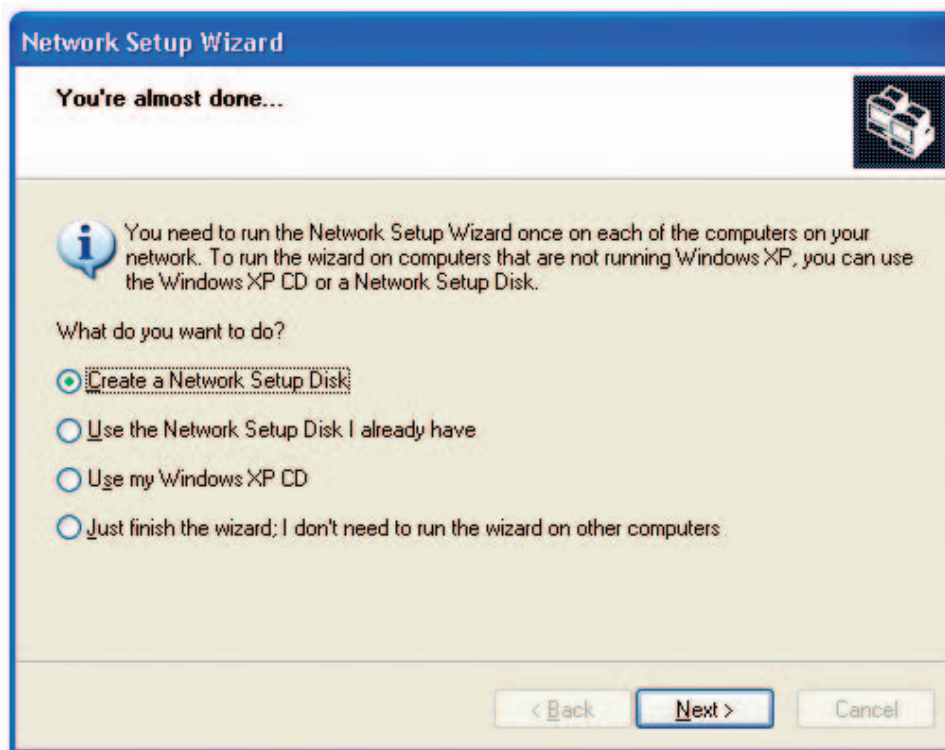 Network Setup Wizard
You're almost done...
You need to run the Network Setup Wizard once on each of the computers on your
network. To run the wizard on computers that are not running Windows XP, you can use
the Windows XP CD or a Network Setup Disk.
What do you want to do?
Create a Network Setup Disk
Use the Network Setup Disk I already have
Use my Windows XP CD
Just finish the wizard; I don't need to run the wizard on other computers
< Back
Next >
Cancel